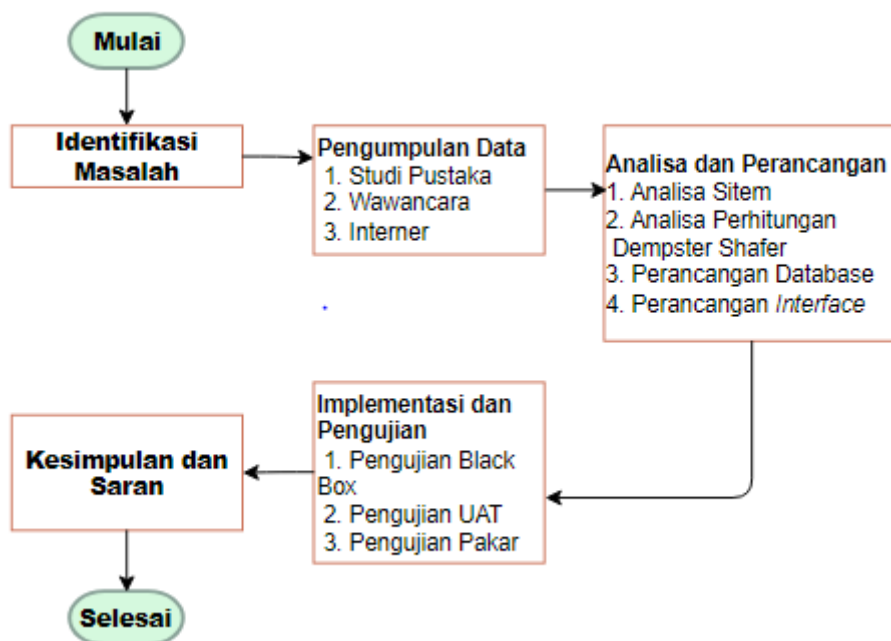 Mulai
Identifikasi
Masalah
Pengumpulan Data
1. Studi Pustaka
2. Wawancara
3. Interner
Analisa dan Perancangan
1. Analisa Sitem
2. Analisa Perhitungan
Dempster Shafer
3. Perancangan Database
4. Perancangan Interface
Implementasi dan
Pengujian
1. Pengujian Black
Box
2. Pengujian UAT
3. Pengujian Pakar
Kesimpulan dan
Saran
Selesai